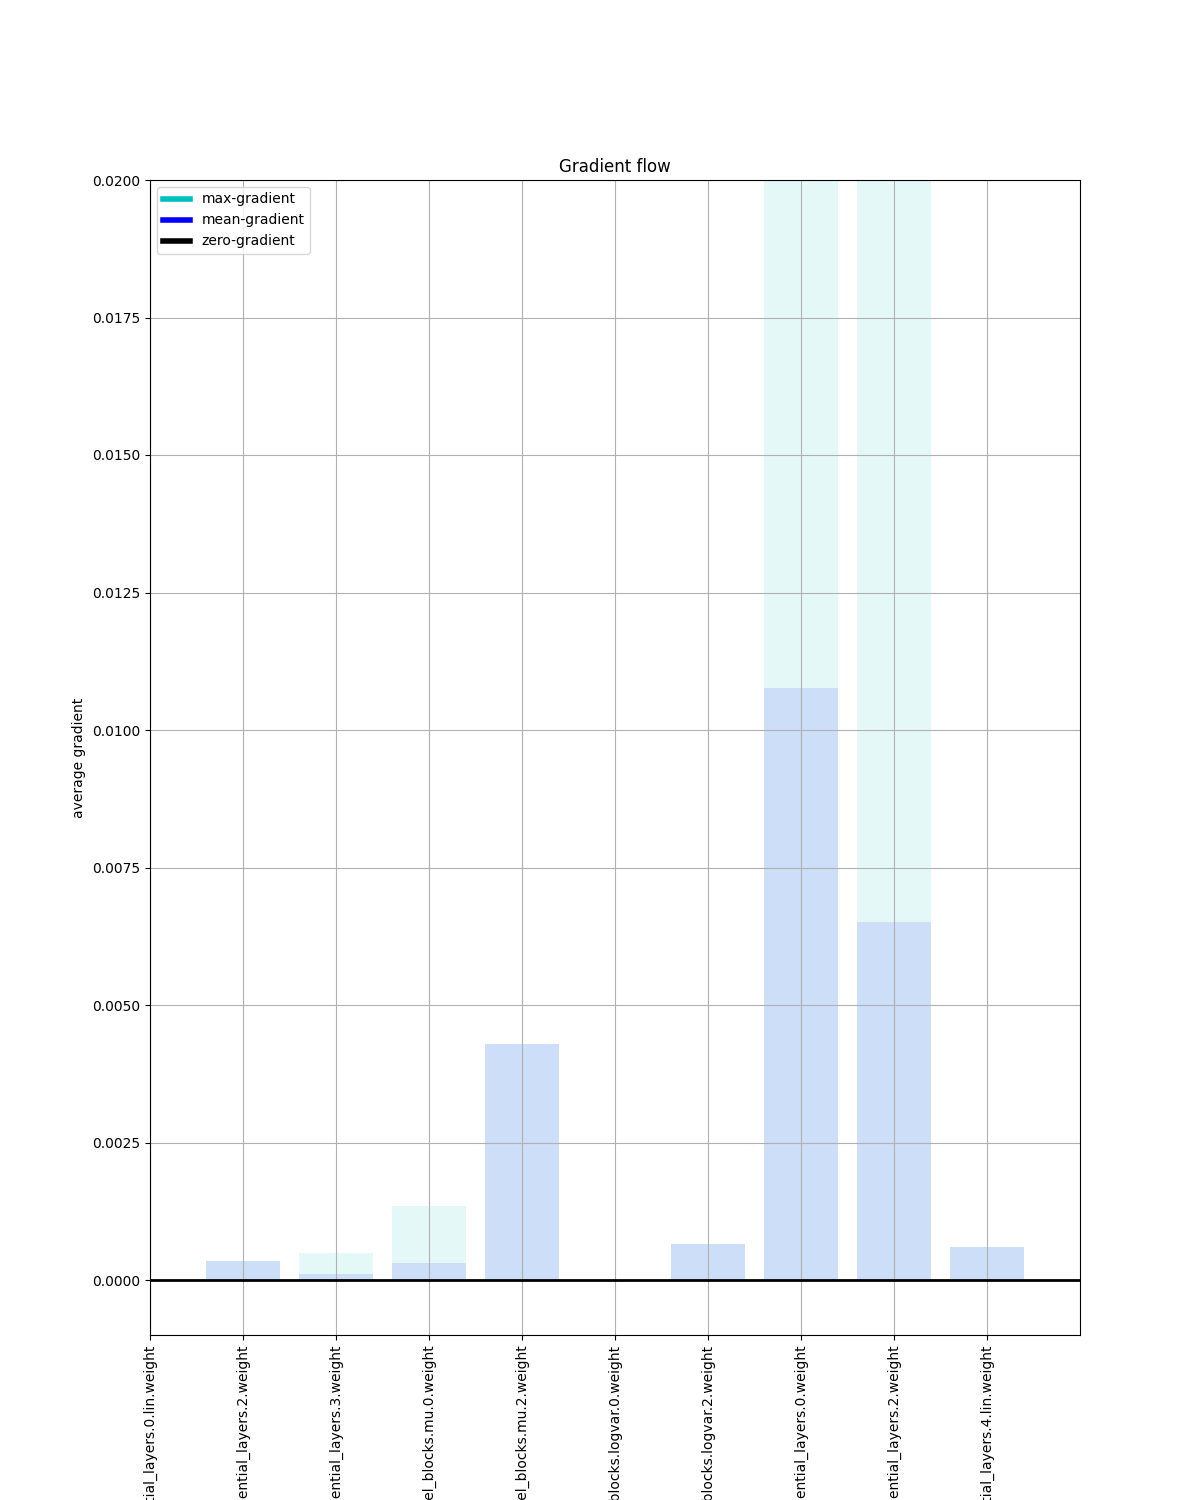 Gradient flow
max-gradient
mean-gradient
zero-gradient
0.0200
0.0175
0.0150
0.0125
0.0100
0.0075
0.0050
0.0025
0.0000
average gradient
tial_layers.0.lin.weight
ential_layers.2.weight
ential_layers.3.weight
el_blocks.mu.0.weight
el_blocks.mu.2.weight
blocks.logvar.0.weight
blocks.logvar.2.weight
ential_layers.0.weight
ential_layers.2.weight
tial_layers.4.lin.weight